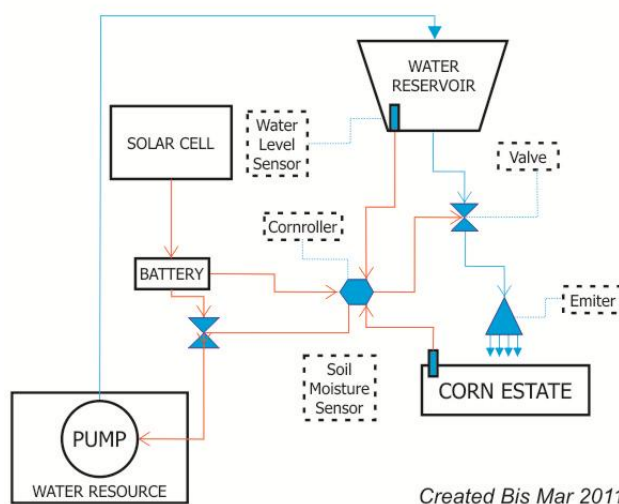 WATER
RESERVOIR
Water
Level
Sensor
SOLAR CELL
Valve
Cornroller
BATTERY
Emiter
Soil
Moisture
Sensor
CORN ESTATE
PUMP
WATER RESOURCE
Created Bis Mar 2011